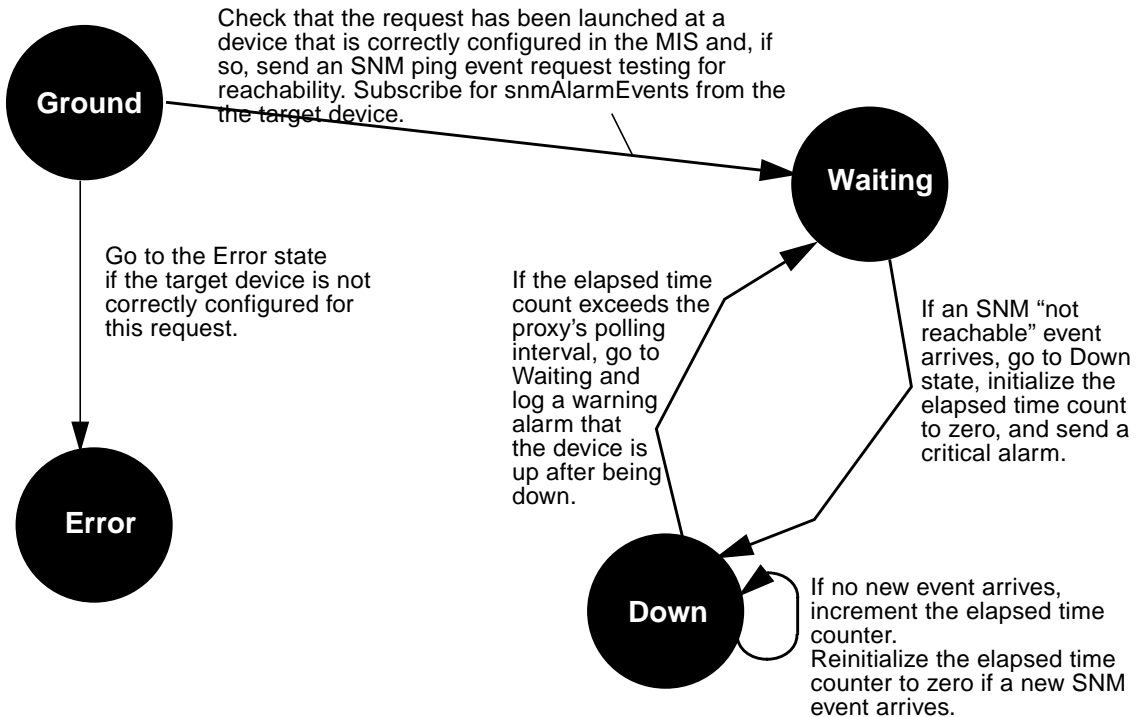 Check that the request has been launched at a
device that is correctly configured in the MIS and, if
so, send an SNM ping event request testing for
reachability. Subscribe for snmAlarmEvents from the
the target device.
Ground
Waiting
Go to the Error state
if the target device is not
correctly configured for
this request.
If the elapsed time
count exceeds the
proxy's polling
interval, go to
Waiting and
log a warning
alarm that
the device is
up after being
down.
If an SNM “not
reachable” event
arrives, go to Down
state, initialize the
elapsed time count
to zero, and send a
critical alarm.
Error
Down
If no new event arrives,
increment the elapsed time
counter.
Reinitialize the elapsed time
counter to zero if a new SNM
event arrives.